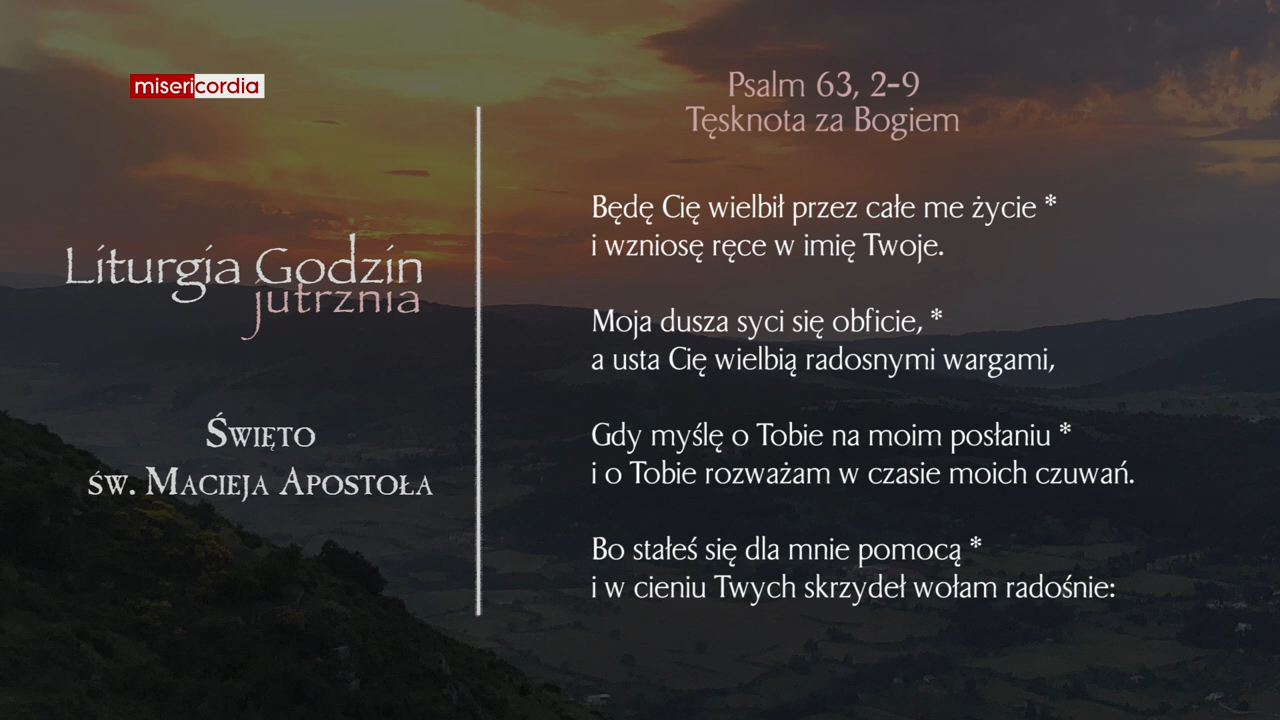 misericordia
Liturgia Godzin
jutrznia
Święto
św. Macieja Apostoła
Psalm 63, 2-9
Tęsknota za Bogiem
Będę Cię wielbił przez całe me życie *
i wzniosę ręce w imię Twoje.
Moja dusza syci się obficie, *
a usta Cię wielbią radosnymi wargami,
Gdy myślę o Tobie na moim posłaniu *
i o Tobie rozważam w czasie moich czuwań.
Bo stałeś się dla mnie pomocą *
i w cieniu Twych skrzydeł wołam radośnie: